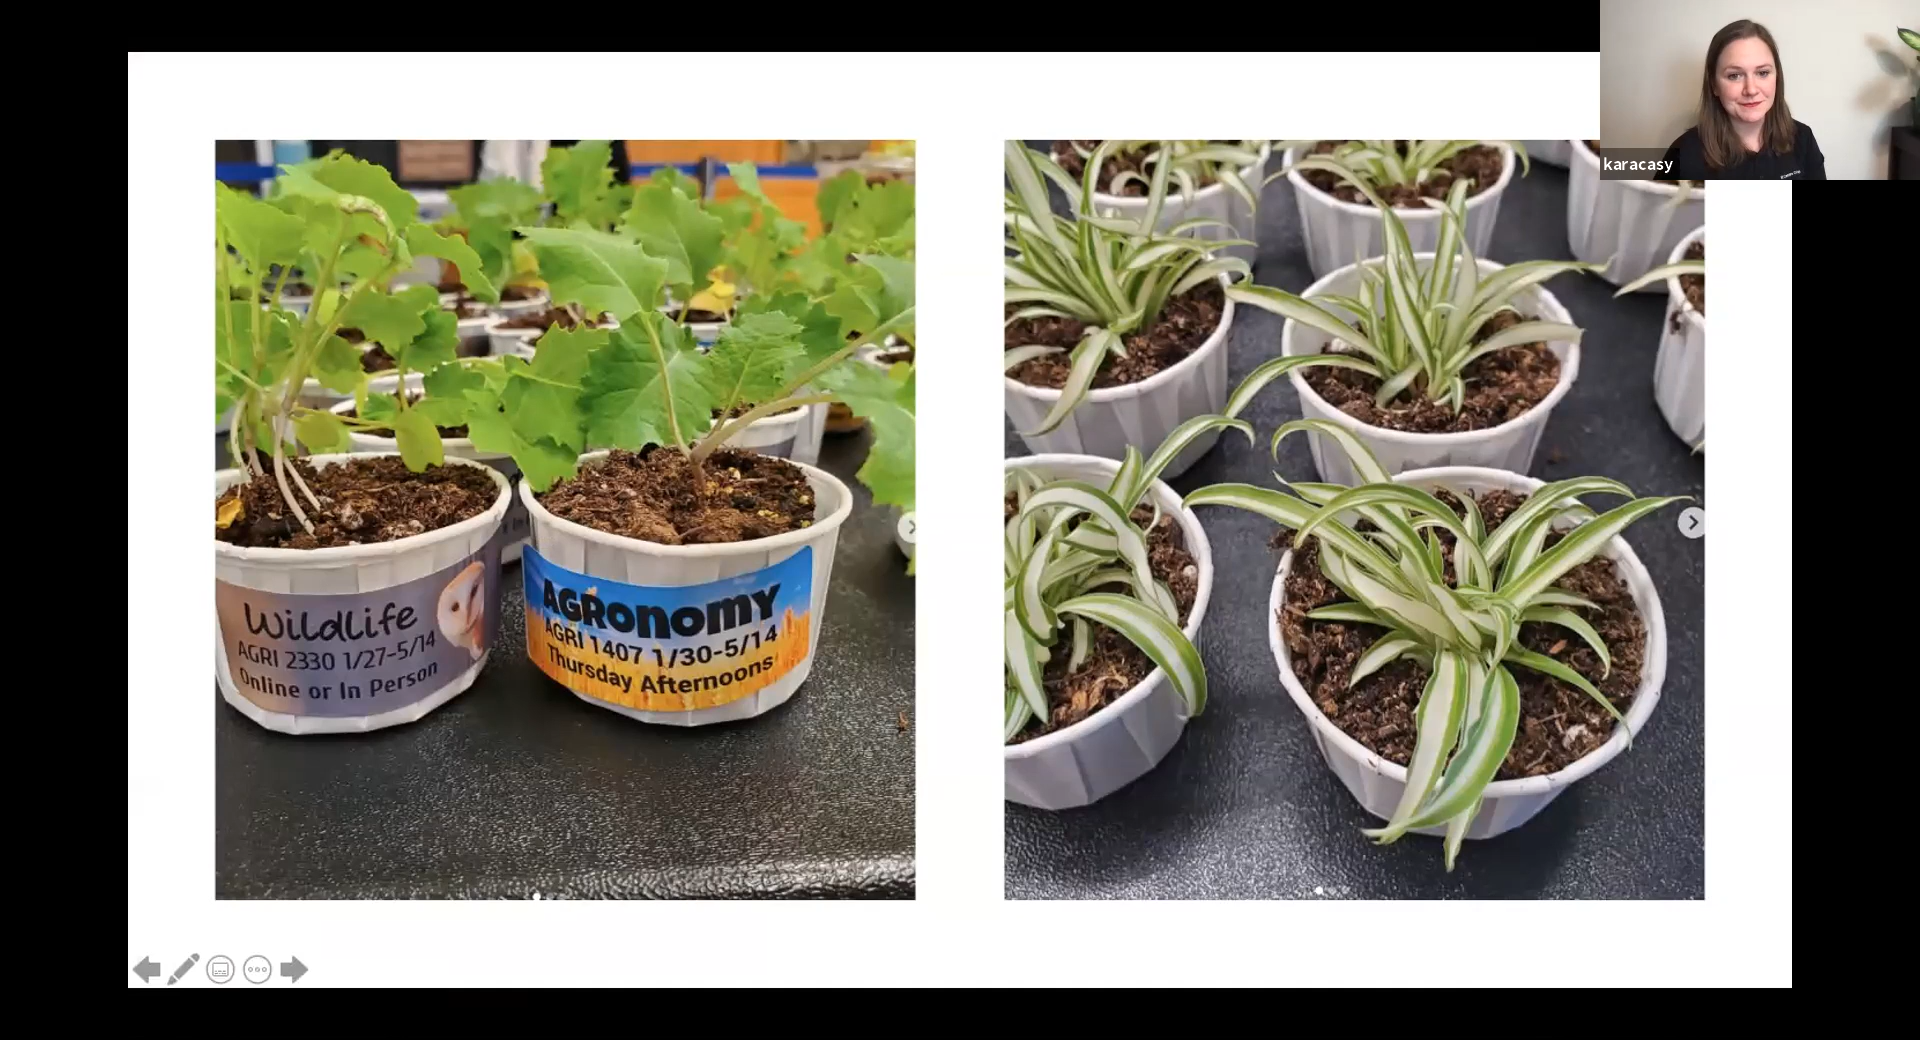 karacasy
Wildlife
AGRI 2330 1/27-5/14
Online or In Person
AGRONOMY
AGRI 1407 1/30-5/14
Thursday Afternoons